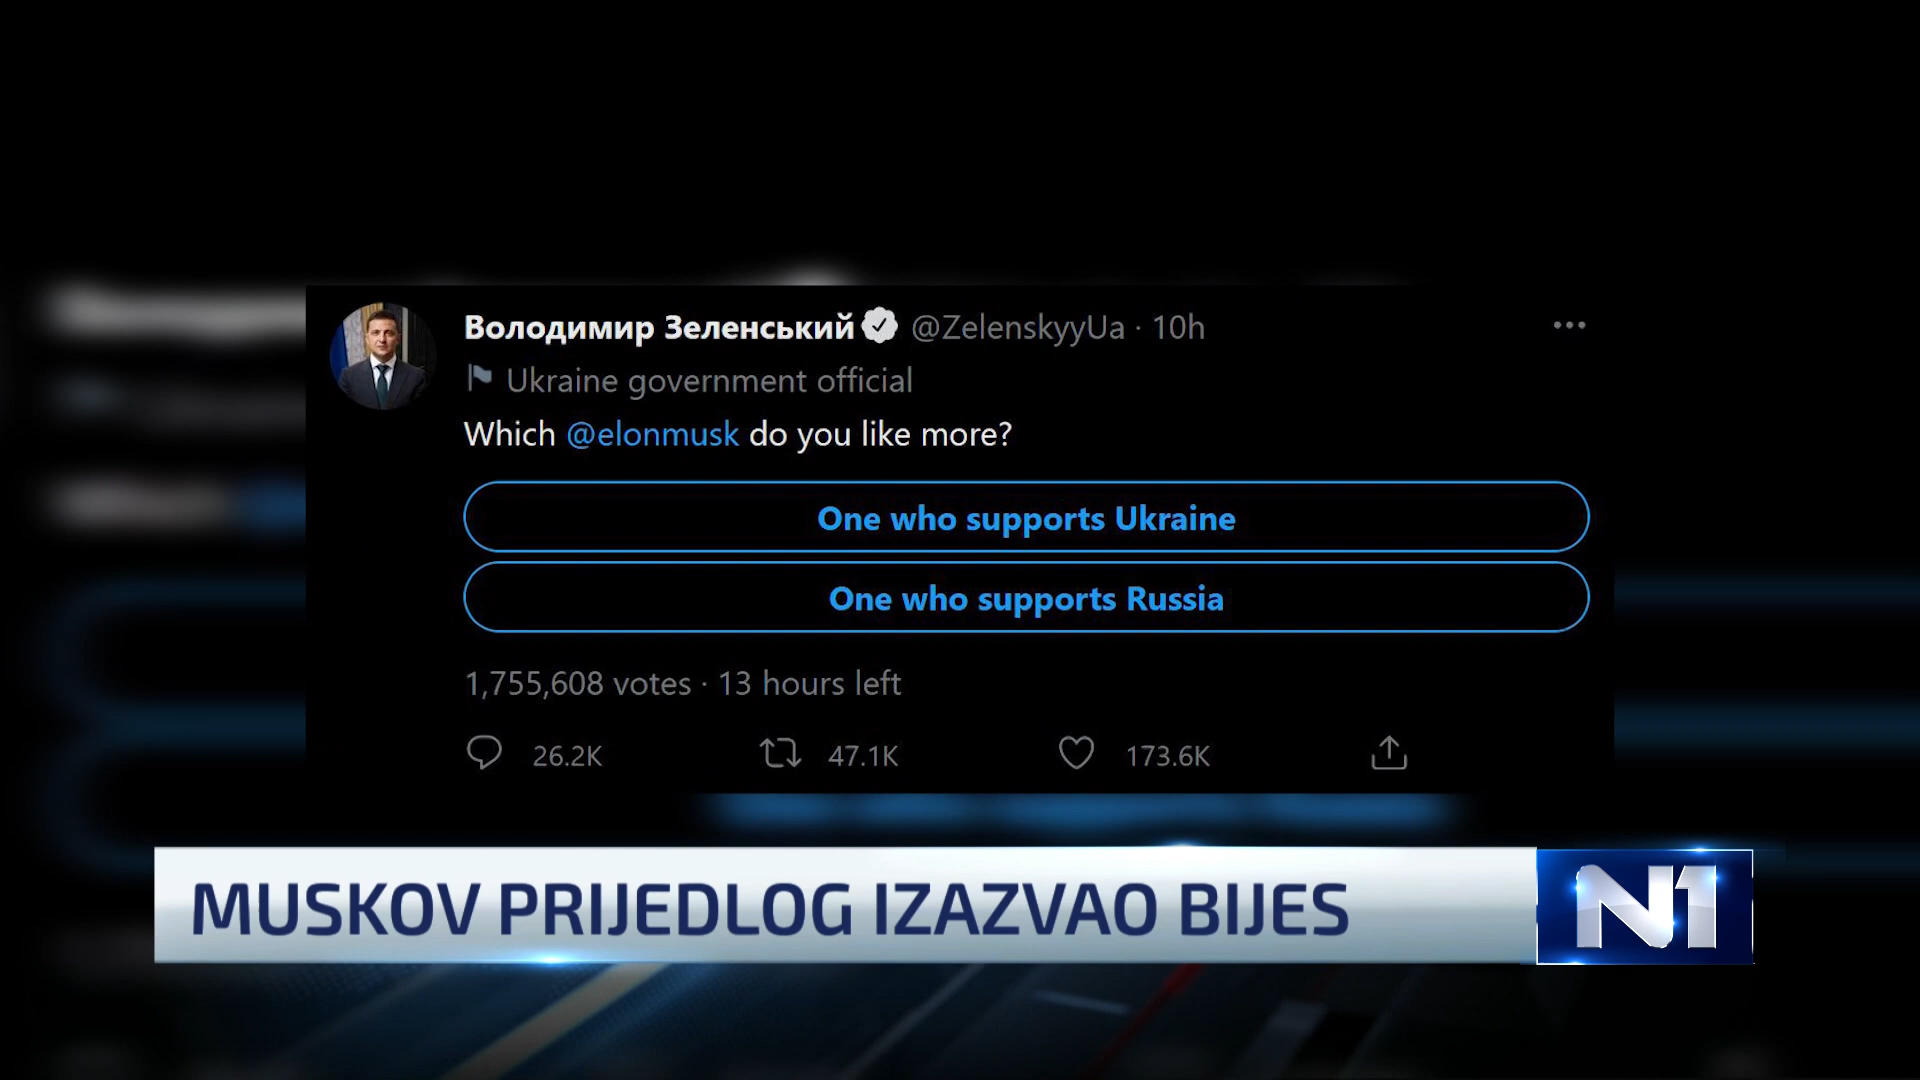 Володимир Зеленський @ZelenskyyUa · 10h
Ukraine government official
Which @elonmusk do you like more?
One who supports Ukraine
One who supports Russia
1,755,608 votes · 13 hours left
26.2K 47.1K 173.6K
MUSKOV PRIJEDLOG IZAZVAO BIJES
N1